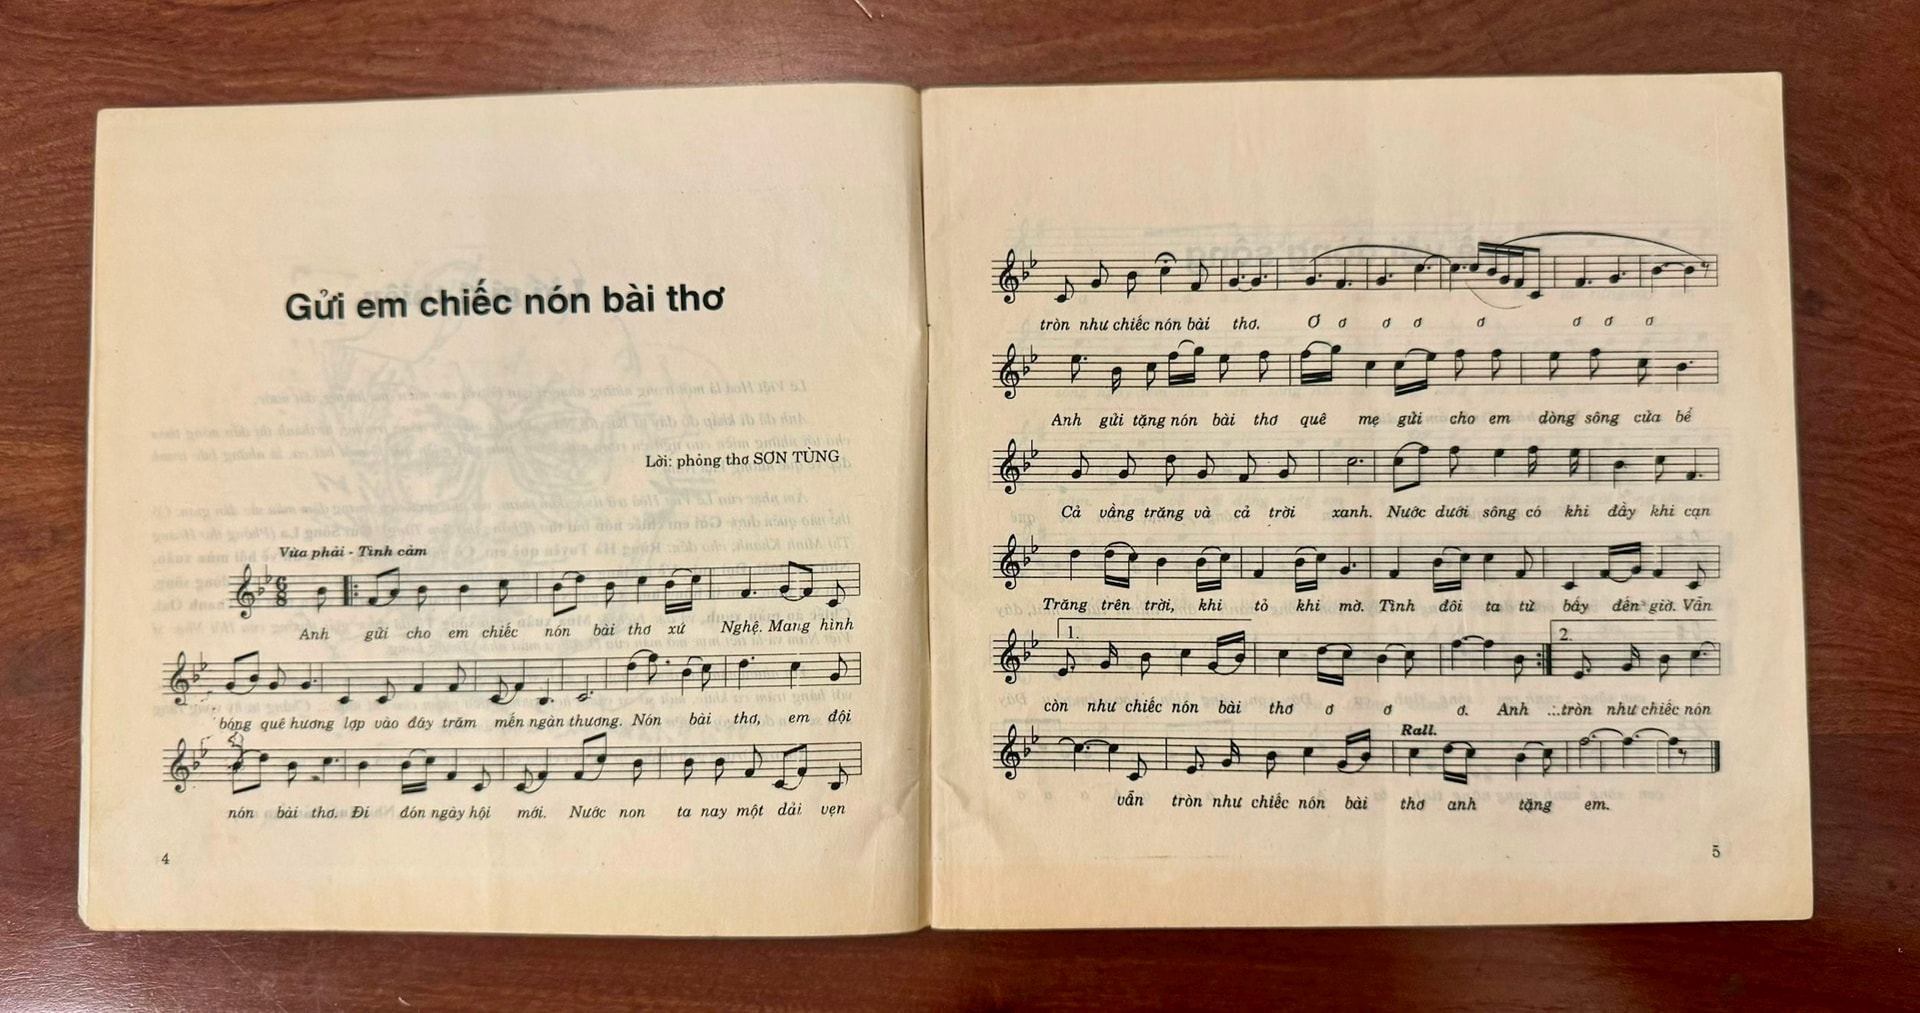 Gửi em chiếc nón bài thơ
Lời: phỏng thơ SƠN TÙNG
Vừa phải - Tình cảm
6
8
Anh gửi cho em chiếc nón bài thơ xứ Nghệ. Mang hình
bóng quê hương lợp vào đây trăm mến ngàn thương. Nón bài thơ, em đội
nón bài thơ. Đi đón ngày hội mới. Nước non ta nay một dải vẹn
4
tròn như chiếc nón bài thơ. Ơ ơ ơ ơ ơ ơ ơ ơ
Anh gửi tặng nón bài thơ quê mẹ gửi cho em dòng sông cửa bể
Cả vầng trăng và cả trời xanh. Nước dưới sông có khi đầy khi cạn
Trăng trên trời, khi tỏ khi mờ. Tình đôi ta từ bấy đến giờ. Vẫn
1.
2.
còn như chiếc nón bài thơ ơ ơ ơ. Anh ...tròn như chiếc nón
Rall.
vẫn tròn như chiếc nón bài thơ anh tặng em.
5